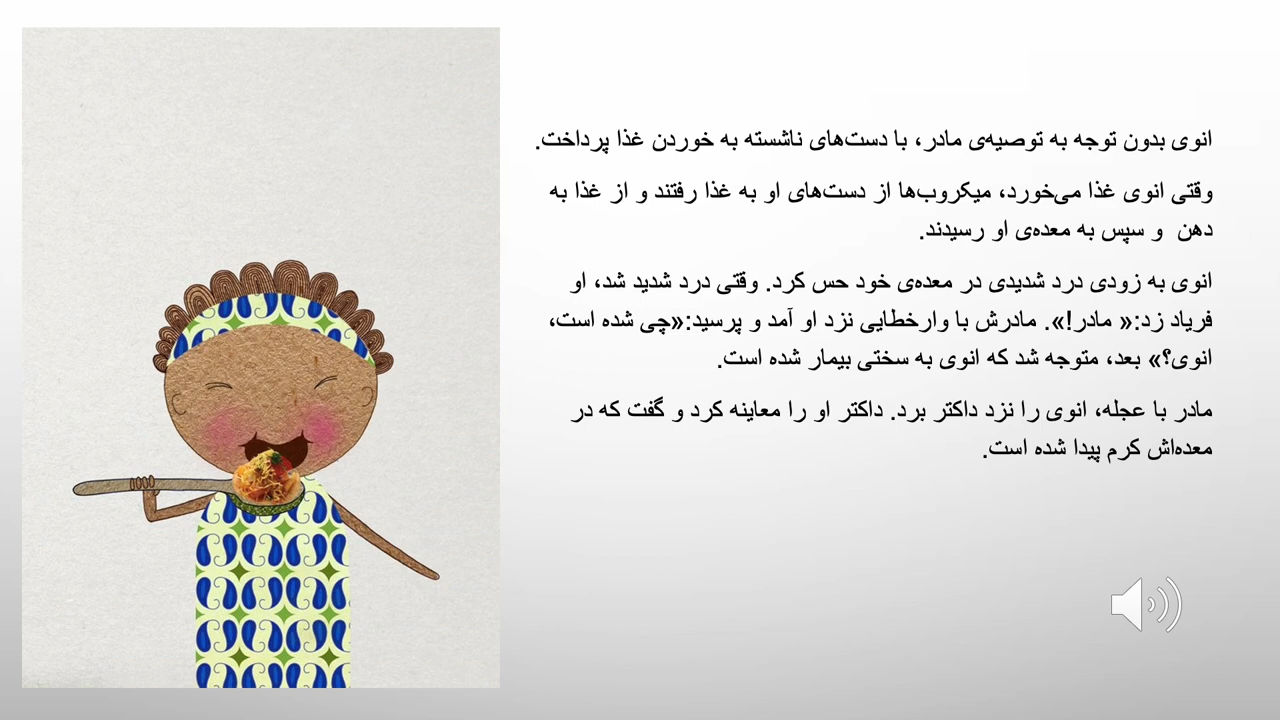 انوی بدون توجه به توصیه‌ی مادر، با دست‌های ناشسته به خوردن غذا پرداخت.
وقتی انوی غذا می‌خورد، میکروب‌ها از دست‌های او به غذا رفتند و از غذا به
دهن و سپس به معده‌ی او رسیدند.
انوی به زودی درد شدیدی در معده‌ی خود حس کرد. وقتی درد شدید شد، او
فریاد زد:« مادر!». مادرش با وارخطایی نزد او آمد و پرسید:«چی شده است،
انوی؟» بعد، متوجه شد که انوی به سختی بیمار شده است.
مادر با عجله، انوی را نزد داکتر برد. داکتر او را معاینه کرد و گفت که در
معده‌اش کرم پیدا شده است.